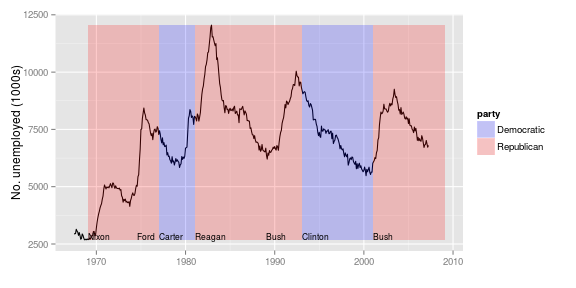 No. unemployed (1000s)
12500
10000
7500
5000
2500
Nixon Ford Carter Reagan Bush Clinton Bush
1970 1980 1990 2000 2010
party
Democratic
Republican